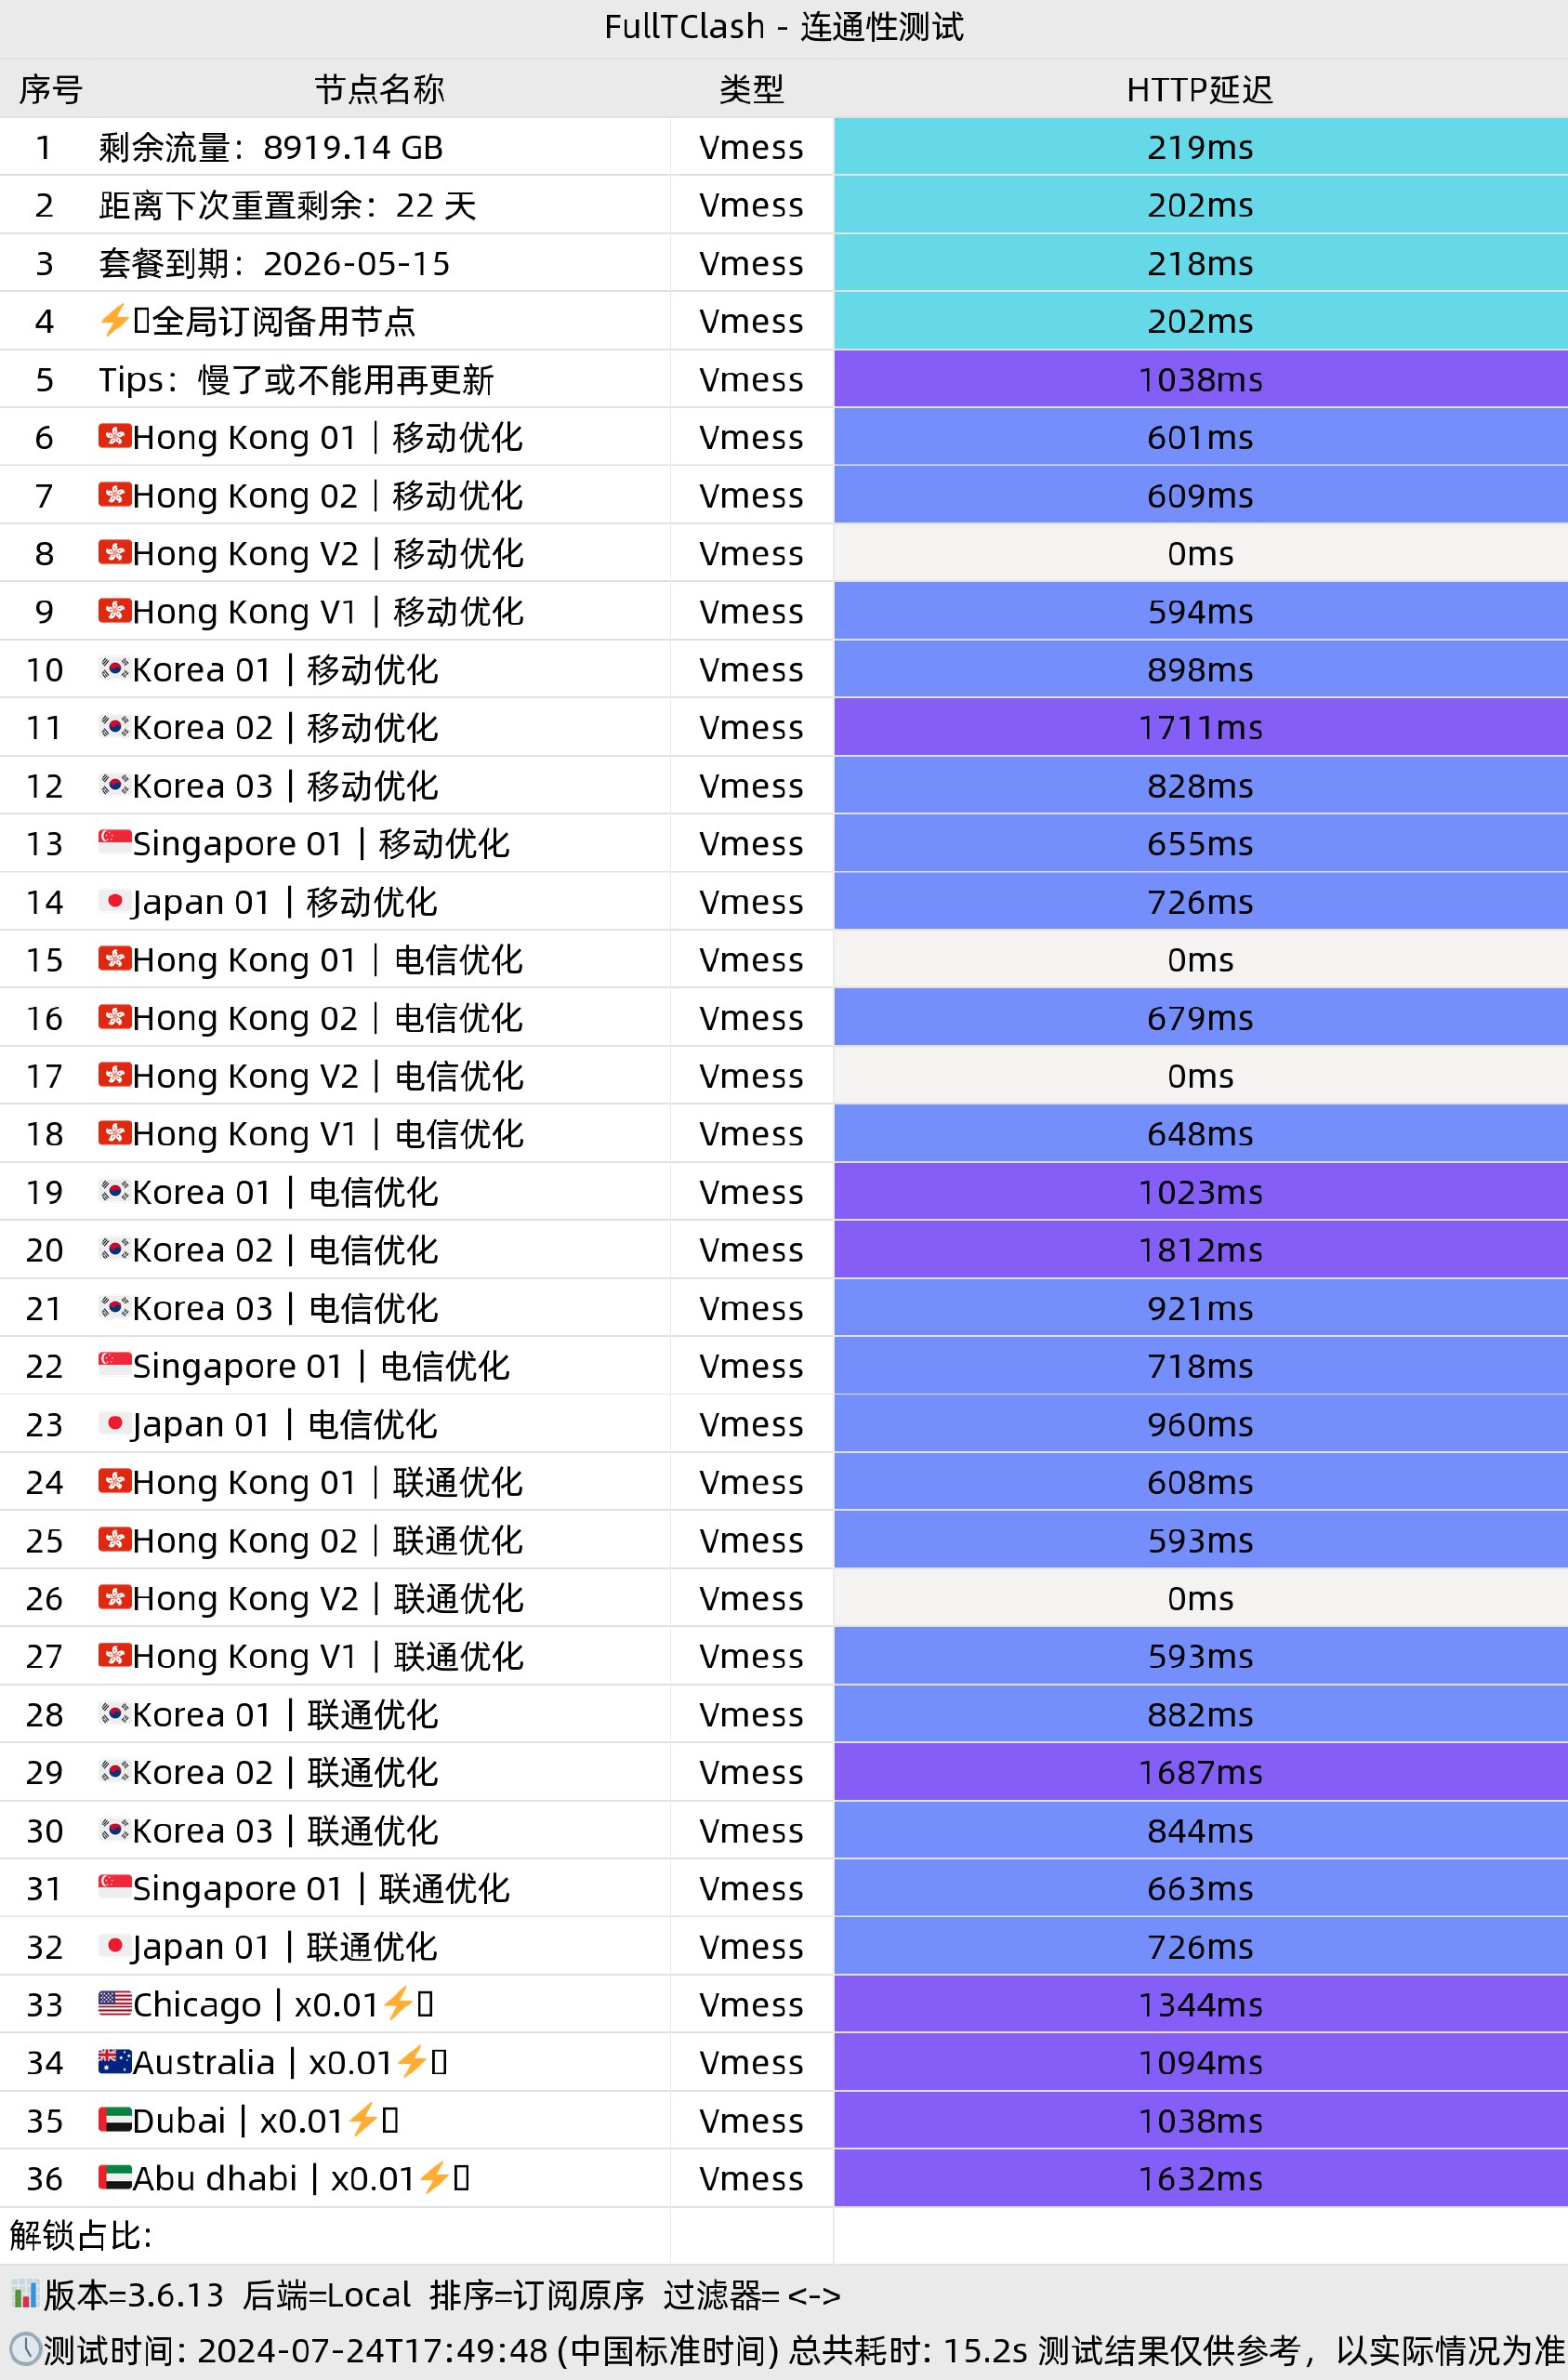 FullTClash - 连通性测试
序号 节点名称 类型 HTTP延迟
1 剩余流量：8919.14 GB Vmess 219ms
2 距离下次重置剩余：22 天 Vmess 202ms
3 套餐到期：2026-05-15 Vmess 218ms
4 ⚡全局订阅备用节点 Vmess 202ms
5 Tips：慢了或不能用再更新 Vmess 1038ms
6 🇭🇰Hong Kong 01｜移动优化 Vmess 601ms
7 🇭🇰Hong Kong 02｜移动优化 Vmess 609ms
8 🇭🇰Hong Kong V2｜移动优化 Vmess 0ms
9 🇭🇰Hong Kong V1｜移动优化 Vmess 594ms
10 🇰🇷Korea 01｜移动优化 Vmess 898ms
11 🇰🇷Korea 02｜移动优化 Vmess 1711ms
12 🇰🇷Korea 03｜移动优化 Vmess 828ms
13 🇸🇬Singapore 01｜移动优化 Vmess 655ms
14 🇯🇵Japan 01｜移动优化 Vmess 726ms
15 🇭🇰Hong Kong 01｜电信优化 Vmess 0ms
16 🇭🇰Hong Kong 02｜电信优化 Vmess 679ms
17 🇭🇰Hong Kong V2｜电信优化 Vmess 0ms
18 🇭🇰Hong Kong V1｜电信优化 Vmess 648ms
19 🇰🇷Korea 01｜电信优化 Vmess 1023ms
20 🇰🇷Korea 02｜电信优化 Vmess 1812ms
21 🇰🇷Korea 03｜电信优化 Vmess 921ms
22 🇸🇬Singapore 01｜电信优化 Vmess 718ms
23 🇯🇵Japan 01｜电信优化 Vmess 960ms
24 🇭🇰Hong Kong 01｜联通优化 Vmess 608ms
25 🇭🇰Hong Kong 02｜联通优化 Vmess 593ms
26 🇭🇰Hong Kong V2｜联通优化 Vmess 0ms
27 🇭🇰Hong Kong V1｜联通优化 Vmess 593ms
28 🇰🇷Korea 01｜联通优化 Vmess 882ms
29 🇰🇷Korea 02｜联通优化 Vmess 1687ms
30 🇰🇷Korea 03｜联通优化 Vmess 844ms
31 🇸🇬Singapore 01｜联通优化 Vmess 663ms
32 🇯🇵Japan 01｜联通优化 Vmess 726ms
33 🇺🇸Chicago｜x0.01⚡ Vmess 1344ms
34 🇦🇺Australia｜x0.01⚡ Vmess 1094ms
35 🇦🇪Dubai｜x0.01⚡ Vmess 1038ms
36 🇦🇪Abu dhabi｜x0.01⚡ Vmess 1632ms
解锁占比:
📊版本=3.6.13 后端=Local 排序=订阅原序 过滤器= <->
🕔测试时间: 2024-07-24T17:49:48 (中国标准时间) 总共耗时: 15.2s 测试结果仅供参考，以实际情况为准